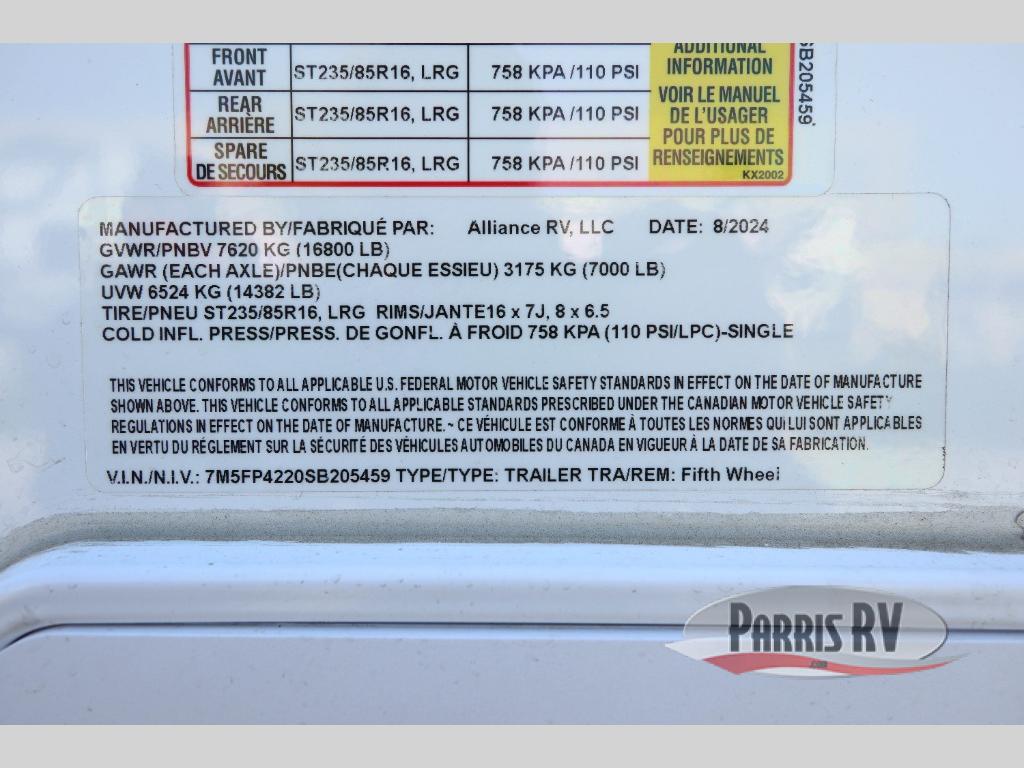 ADDITIONAL
INFORMATION
VOIR LE MANUEL
DE L'USAGER
POUR PLUS DE
RENSEIGNEMENTS
KX2002
FRONT
AVANT
ST235/85R16, LRG
758 KPA /110 PSI
REAR
ARRIÈRE
ST235/85R16, LRG
758 KPA /110 PSI
SPARE
DE SECOURS
ST235/85R16, LRG
758 KPA /110 PSI
SB205459
MANUFACTURED BY/FABRIQUÉ PAR: Alliance RV, LLC DATE: 8/2024
GVWR/PNBV 7620 KG (16800 LB)
GAWR (EACH AXLE)/PNBE(CHAQUE ESSIEU) 3175 KG (7000 LB)
UVW 6524 KG (14382 LB)
TIRE/PNEU ST235/85R16, LRG RIMS/JANTE16 x 7J, 8 x 6.5
COLD INFL. PRESS/PRESS. DE GONFL. À FROID 758 KPA (110 PSI/LPC)-SINGLE
THIS VEHICLE CONFORMS TO ALL APPLICABLE U.S. FEDERAL MOTOR VEHICLE SAFETY STANDARDS IN EFFECT ON THE DATE OF MANUFACTURE
SHOWN ABOVE. THIS VEHICLE CONFORMS TO ALL APPLICABLE STANDARDS PRESCRIBED UNDER THE CANADIAN MOTOR VEHICLE SAFETY
REGULATIONS IN EFFECT ON THE DATE OF MANUFACTURE. ~ CE VÉHICULE EST CONFORME À TOUTES LES NORMES QUI LUI SONT APPLICABLES
EN VERTU DU RÉGLEMENT SUR LA SÉCURITÉ DES VÉHICULES AUTOMOBILES DU CANADA EN VIGUEUR À LA DATE DE SA FABRICATION.
V.I.N./N.I.V.: 7M5FP4220SB205459 TYPE/TYPE: TRAILER TRA/REM: Fifth Wheel
PARRIS RV
.com